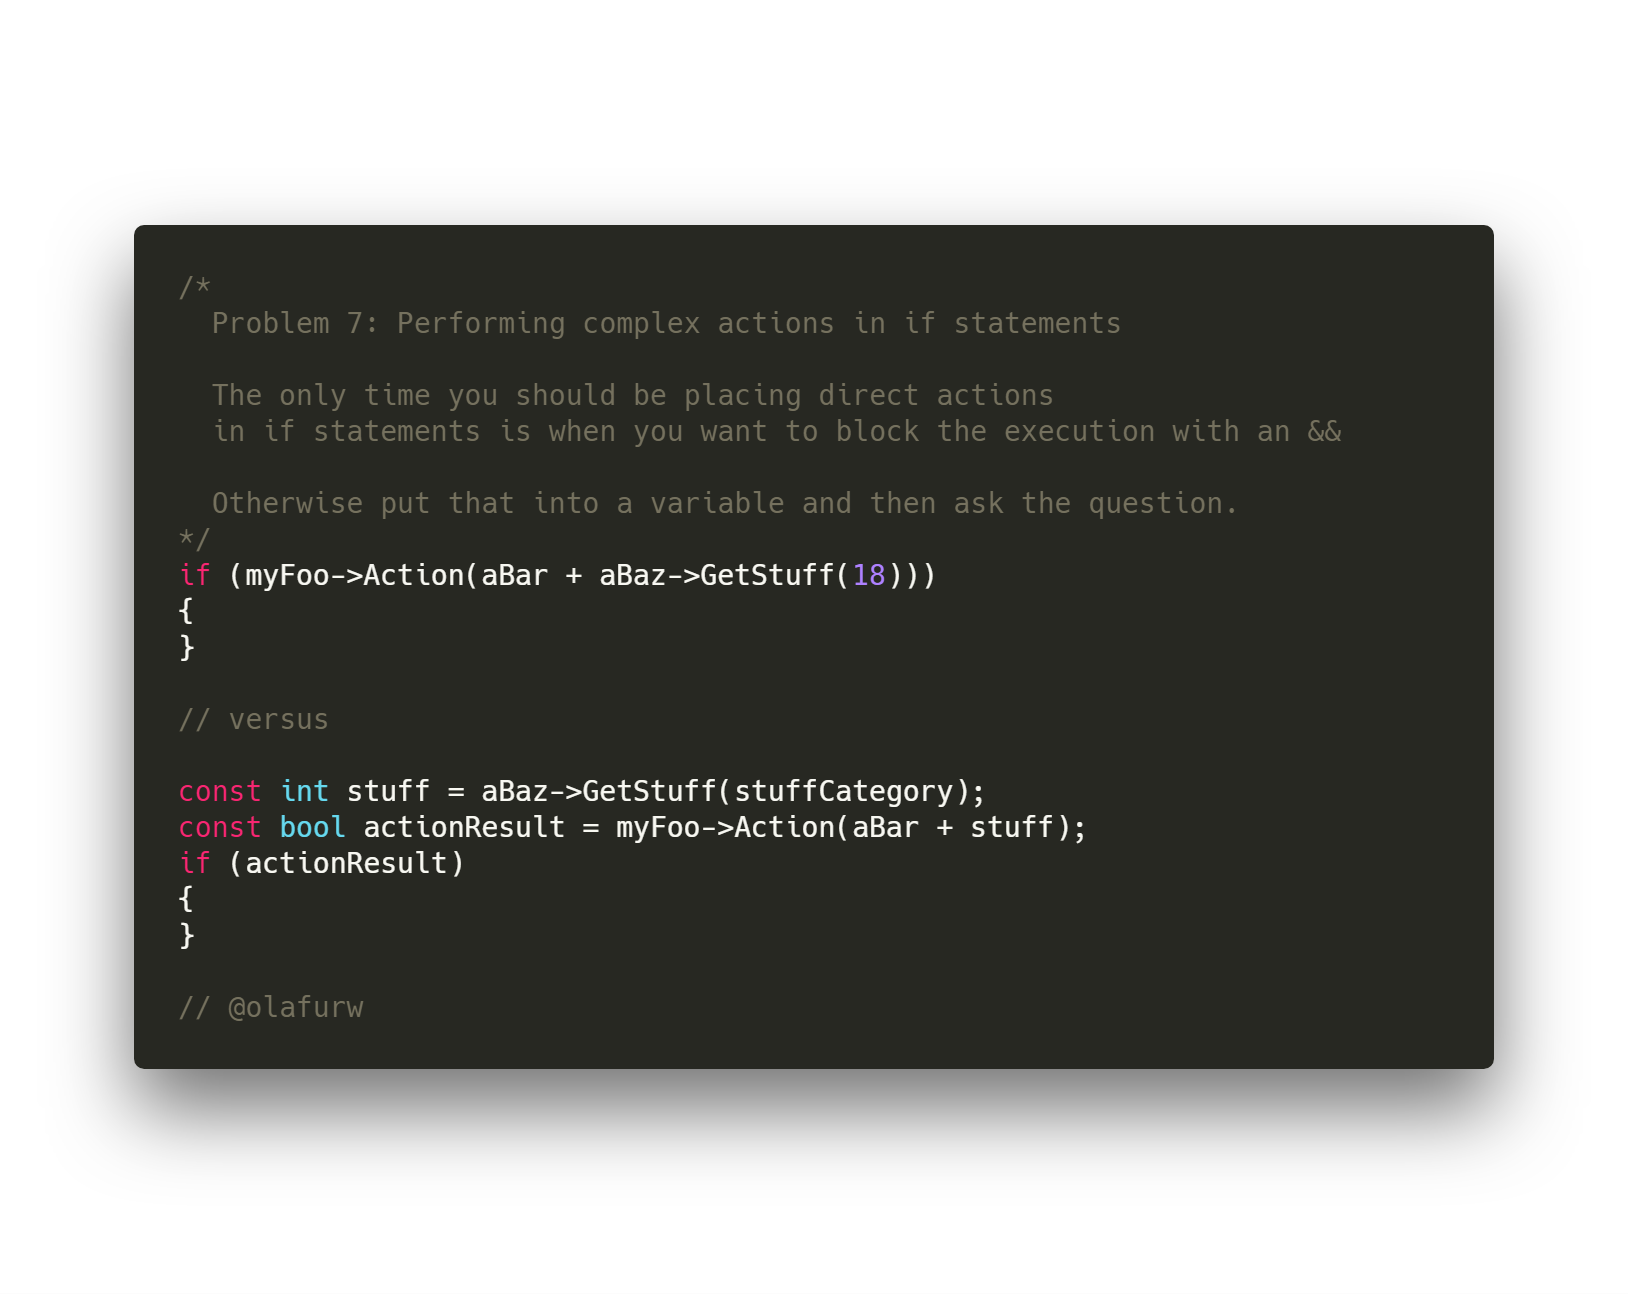 /*
  Problem 7: Performing complex actions in if statements

  The only time you should be placing direct actions
  in if statements is when you want to block the execution with an &&

  Otherwise put that into a variable and then ask the question.
*/
if (myFoo->Action(aBar + aBaz->GetStuff(18)))
{
}

// versus

const int stuff = aBaz->GetStuff(stuffCategory);
const bool actionResult = myFoo->Action(aBar + stuff);
if (actionResult)
{
}

// @olafurw